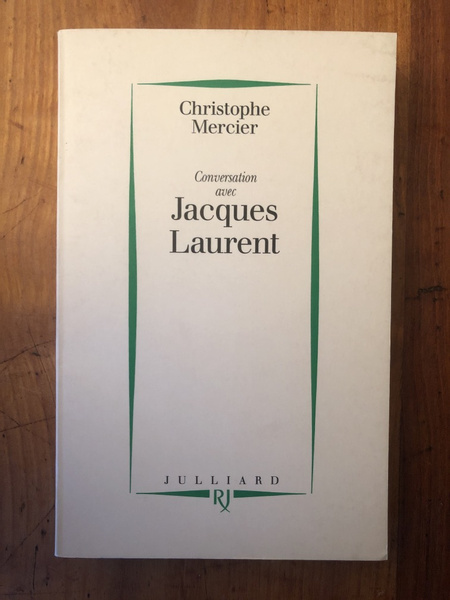 Christophe
Mercier
Conversation
avec
Jacques
Laurent
JULLIARD
RJ